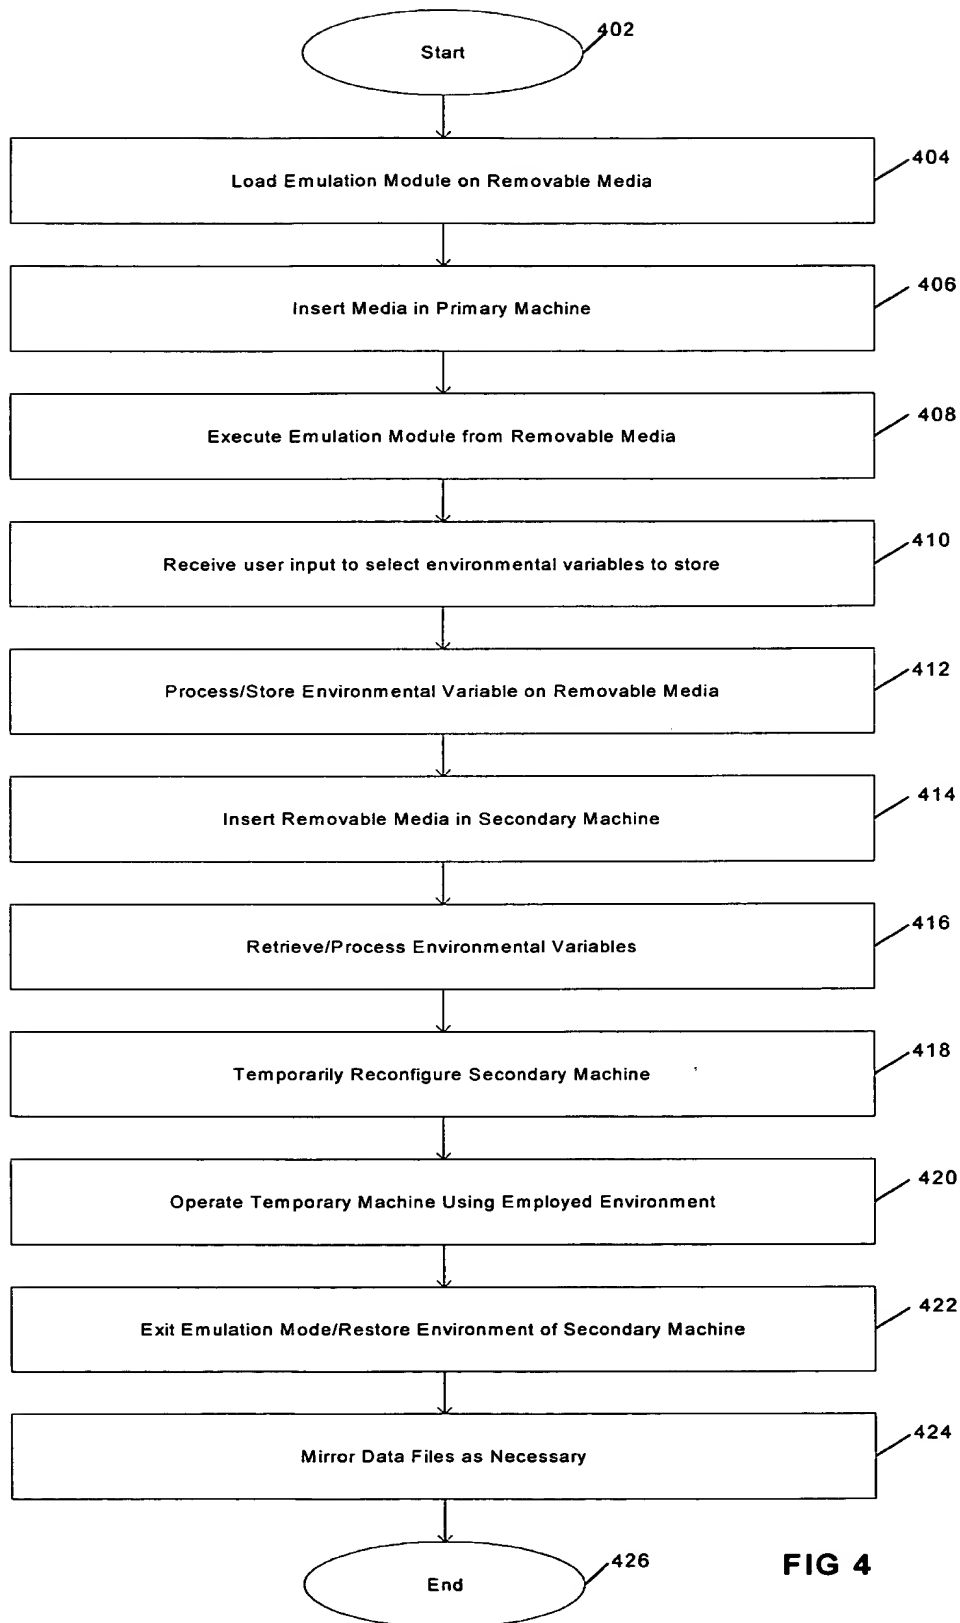 Start
402
Load Emulation Module on Removable Media
404
Insert Media in Primary Machine
406
Execute Emulation Module from Removable Media
408
Receive user input to select environmental variables to store
410
Process/Store Environmental Variable on Removable Media
412
Insert Removable Media in Secondary Machine
414
Retrieve/Process Environmental Variables
416
Temporarily Reconfigure Secondary Machine
418
Operate Temporary Machine Using Employed Environment
420
Exit Emulation Mode/Restore Environment of Secondary Machine
422
Mirror Data Files as Necessary
424
End
426
FIG 4